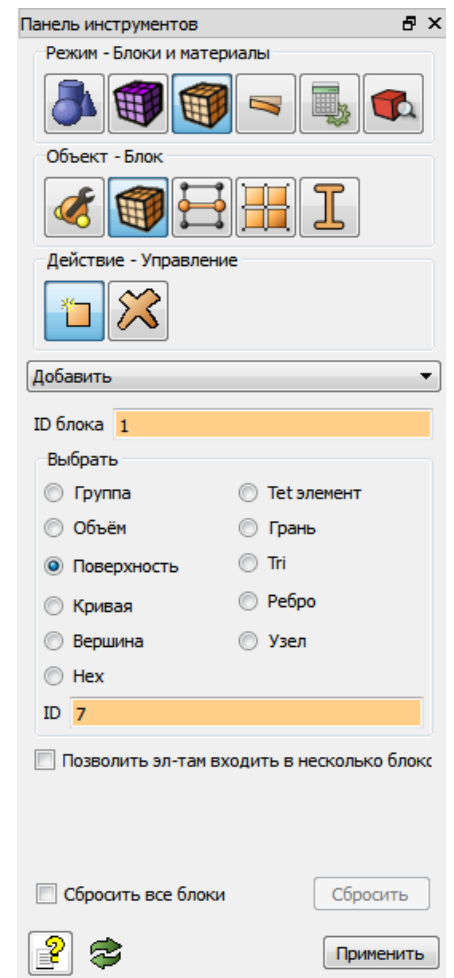 Панель инструментов
Режим - Блоки и материалы
Объект - Блок
Действие - Управление
Добавить
ID блока 1
Выбрать
Группа Tet элемент
Объём Грань
Поверхность Tri
Кривая Ребро
Вершина Узел
Hex
ID 7
Позволить эл-там входить в несколько блокс
Сбросить все блоки Сбросить
Применить